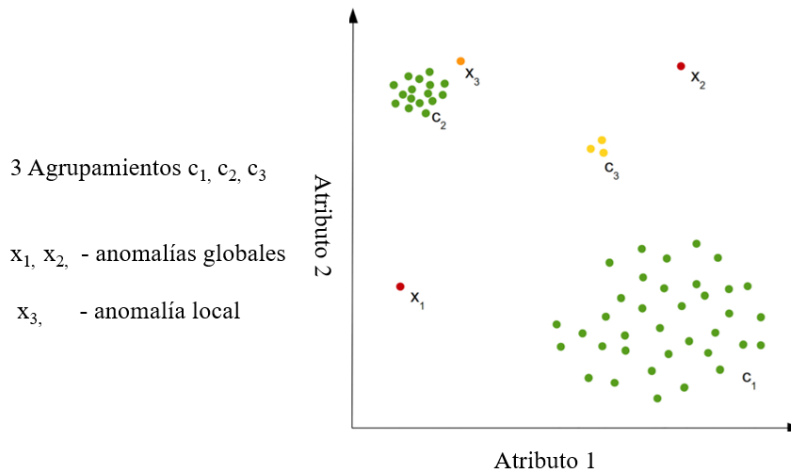 3 Agrupamientos c1, c2, c3
x1, x2, - anomalías globales
x3, - anomalía local
Atributo 2
x3
x2
c2
c3
x1
c1
Atributo 1